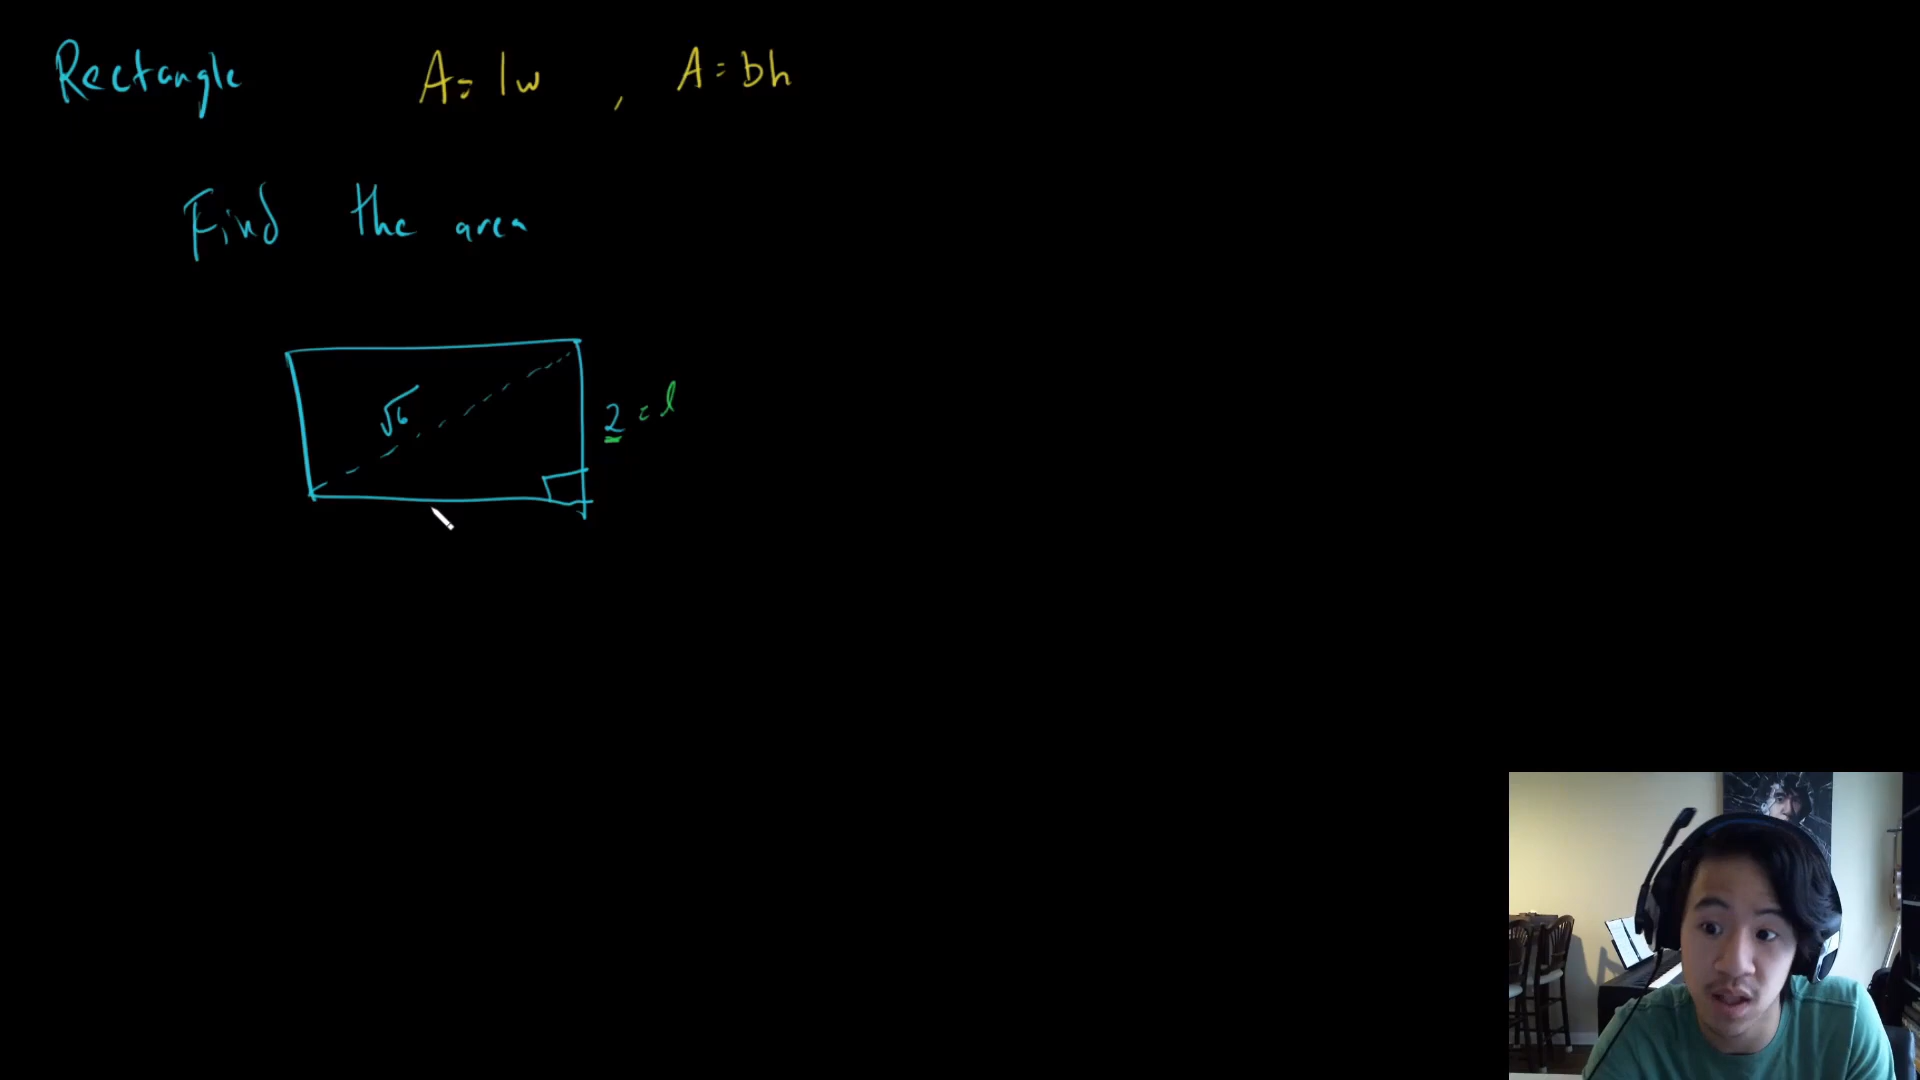 Rectangle A = lw , A = bh
Find the area
√6
2 = l